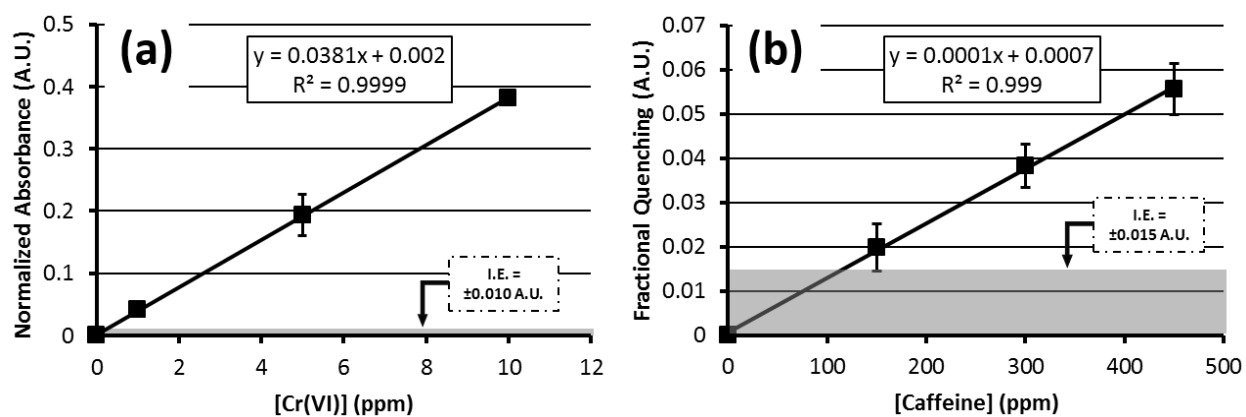 (a)
y = 0.0381x + 0.002
R² = 0.9999
Normalized Absorbance (A.U.)
0.5
0.4
0.3
0.2
0.1
0
I.E. =
±0.010 A.U.
0 2 4 6 8 10 12
[Cr(VI)] (ppm)
(b)
y = 0.0001x + 0.0007
R² = 0.999
Fractional Quenching (A.U.)
0.07
0.06
0.05
0.04
0.03
0.02
0.01
0
I.E. =
±0.015 A.U.
0 100 200 300 400 500
[Caffeine] (ppm)